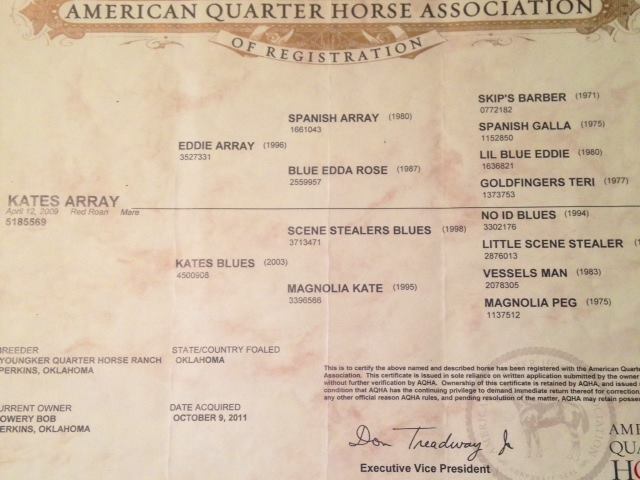 AMERICAN QUARTER HORSE ASSOCIATION
OF REGISTRATION
SKIP'S BARBER (1971)
0772182
SPANISH ARRAY (1980)
1661043
SPANISH GALLA (1975)
1152850
EDDIE ARRAY (1996)
3527331
LIL BLUE EDDIE (1980)
1636821
BLUE EDDA ROSE (1987)
2559957
GOLDFINGERS TERI (1977)
1373753
KATES ARRAY
April 12, 2009 Red Roan Mare
5185569
NO ID BLUES (1994)
3302176
SCENE STEALERS BLUES (1998)
3713471
LITTLE SCENE STEALER
2876013
KATES BLUES (2003)
4500908
VESSELS MAN (1983)
2078305
MAGNOLIA KATE (1995)
3396566
MAGNOLIA PEG (1975)
1137512
BREEDER
YOUNGKER QUARTER HORSE RANCH
PERKINS, OKLAHOMA
STATE/COUNTRY FOALED
OKLAHOMA
This is to certify the above named and described horse has been registered with the American Quarte
Association. This certificate is issued in sole reliance on written application submitted by the owner
without further verification by AQHA. Ownership of this certificate is retained by AQHA, and issued
condition that AQHA has the continuing privilege to demand immediate return thereof for correction
any other official reason AQHA rules, and pending resolution of the matter, AQHA may retain posses
URRENT OWNER
OWERY BOB
ERKINS, OKLAHOMA
DATE ACQUIRED
OCTOBER 9, 2011
Don Treadway Jr
Executive Vice President
AME
QUA
HO